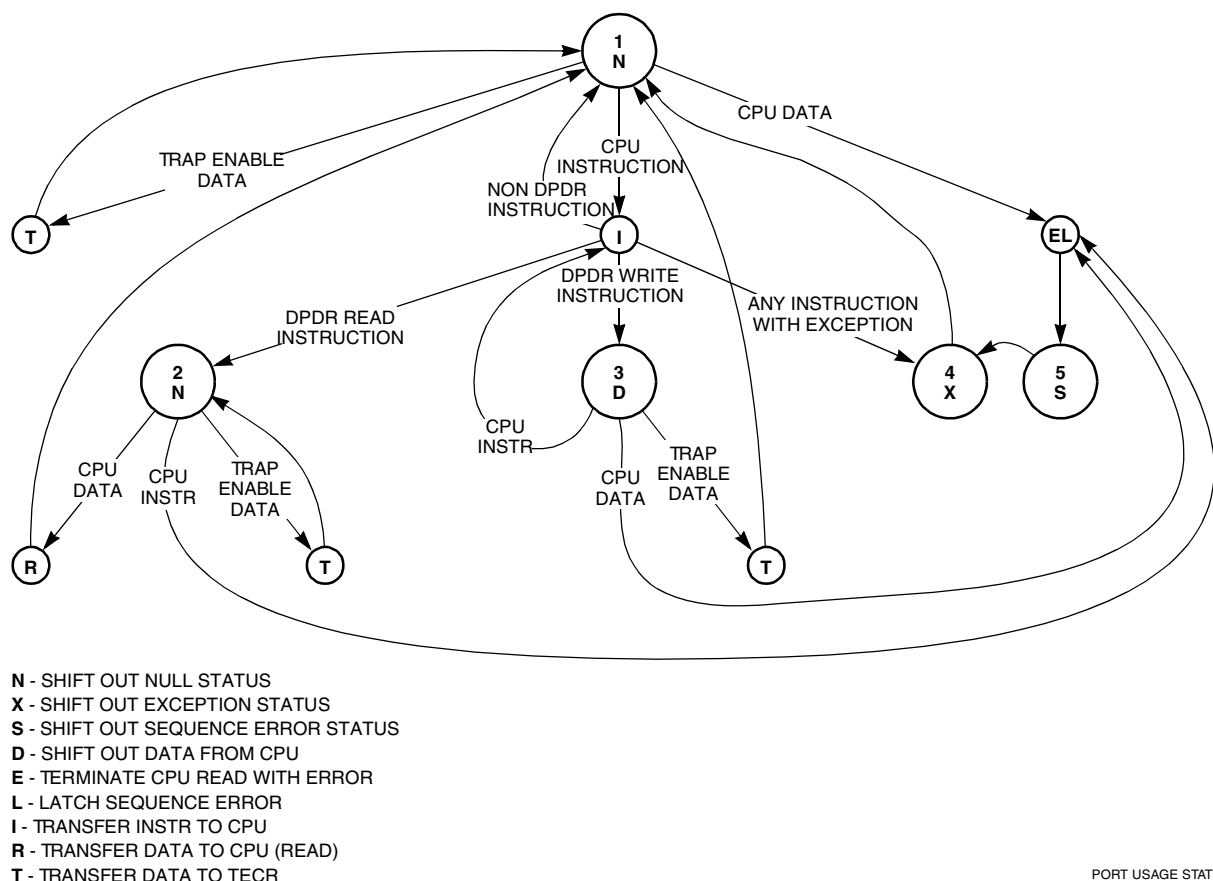 1
N
CPU DATA
TRAP ENABLE
DATA
CPU
INSTRUCTION
NON DPDR
INSTRUCTION
T
I
EL
DPDR WRITE
INSTRUCTION
ANY INSTRUCTION
WITH EXCEPTION
DPDR READ
INSTRUCTION
2
N
3
D
4
X
5
S
CPU
INSTR
CPU
DATA
CPU
INSTR
TRAP
ENABLE
DATA
CPU
DATA
TRAP
ENABLE
DATA
R
T
T
N - SHIFT OUT NULL STATUS
X - SHIFT OUT EXCEPTION STATUS
S - SHIFT OUT SEQUENCE ERROR STATUS
D - SHIFT OUT DATA FROM CPU
E - TERMINATE CPU READ WITH ERROR
L - LATCH SEQUENCE ERROR
I - TRANSFER INSTR TO CPU
R - TRANSFER DATA TO CPU (READ)
T - TRANSFER DATA TO TECR
PORT USAGE STAT